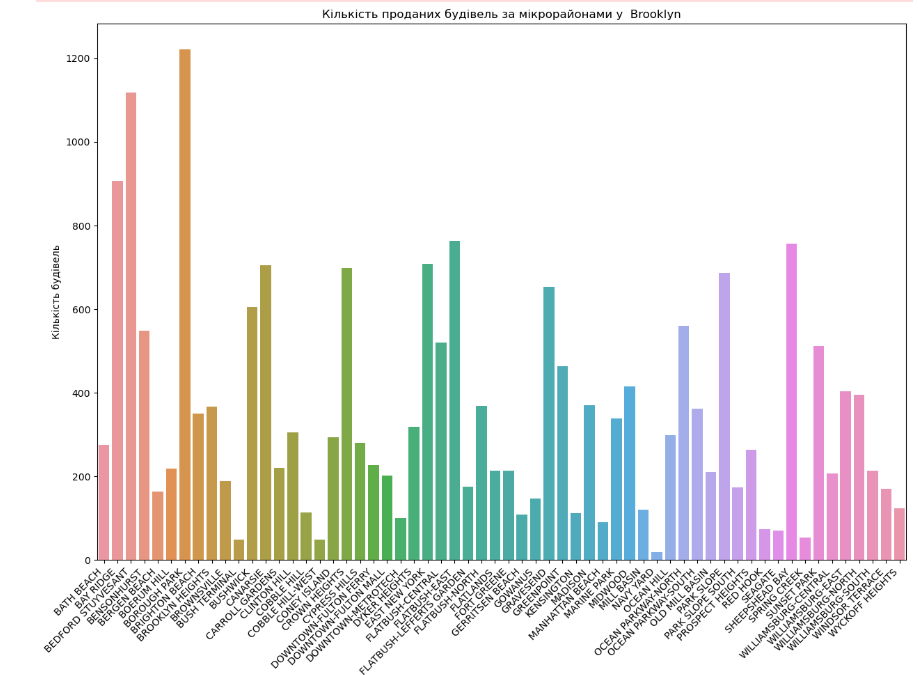 Кількість проданих будівель за мікрорайонами у  Brooklyn
1200
1000
800
600
400
200
0
Кількість будівель
BATH BEACH
BAY RIDGE
BEDFORD STUYVESANT
BENSONHURST
BERGEN BEACH
BOERUM HILL
BOROUGH PARK
BRIGHTON BEACH
BROOKLYN HEIGHTS
BROWNSVILLE
BUSH TERMINAL
BUSHWICK
CANARSIE
CARROLL GARDENS
CLINTON HILL
COBBLE HILL
COBBLE HILL-WEST
CONEY ISLAND
CROWN HEIGHTS
CYPRESS HILLS
DOWNTOWN-FULTON FERRY
DOWNTOWN-FULTON MALL
DOWNTOWN-METROTECH
DYKER HEIGHTS
EAST NEW YORK
FLATBUSH-CENTRAL
FLATBUSH-EAST
FLATBUSH-LEFFERTS GARDEN
FLATBUSH-NORTH
FLATLANDS
FORT GREENE
GERRITSEN BEACH
GOWANUS
GRAVESEND
GREENPOINT
KENSINGTON
MADISON
MANHATTAN BEACH
MARINE PARK
MIDWOOD
MILL BASIN
NAVY YARD
OCEAN HILL
OCEAN PARKWAY-NORTH
OCEAN PARKWAY-SOUTH
OLD MILL BASIN
PARK SLOPE
PARK SLOPE SOUTH
PROSPECT HEIGHTS
RED HOOK
SEAGATE
SHEEPSHEAD BAY
SPRING CREEK
SUNSET PARK
WILLIAMSBURG-CENTRAL
WILLIAMSBURG-EAST
WILLIAMSBURG-NORTH
WILLIAMSBURG-SOUTH
WINDSOR TERRACE
WYCKOFF HEIGHTS